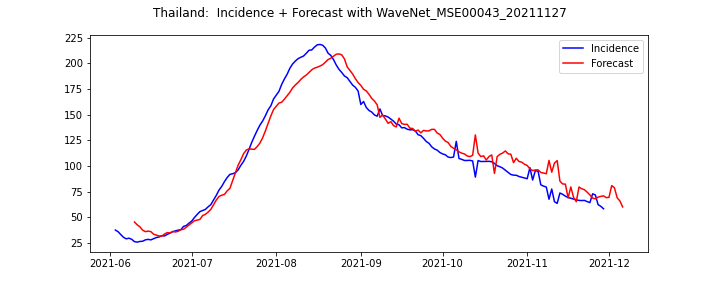 Thailand:  Incidence + Forecast with WaveNet_MSE00043_20211127
225
200
175
150
125
100
75
50
25
Incidence
Forecast
2021-06 2021-07 2021-08 2021-09 2021-10 2021-11 2021-12